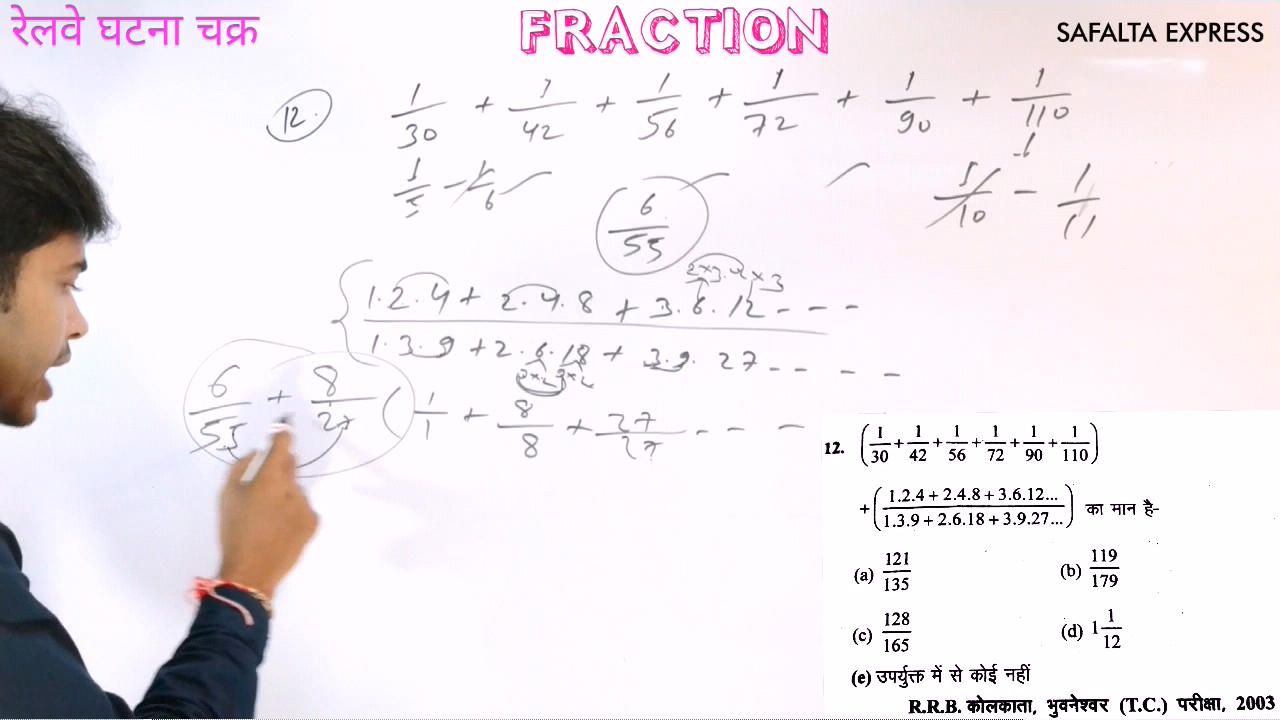 रेलवे घटना चक्र
FRACTION
SAFALTA EXPRESS
12. 1/30 + 1/42 + 1/56 + 1/72 + 1/90 + 1/110
1/5 - 1/6
6/55
1/10 - 1/11
2×3.4×3
1.2.4 + 2.4.8 + 3.6.12 - - -
1.3.9 + 2.6.18 + 3.9.27 - - - -
6/55 + 8/27 ( 1/1 + 8/8 + 27/27 - - -
12. (1/30 + 1/42 + 1/56 + 1/72 + 1/90 + 1/110)
+ (1.2.4 + 2.4.8 + 3.6.12... / 1.3.9 + 2.6.18 + 3.9.27...) का मान है-
(a) 121/135 (b) 119/179
(c) 128/165 (d) 1 1/12
(e) उपर्युक्त में से कोई नहीं
R.R.B. कोलकाता, भुवनेश्वर (T.C.) परीक्षा, 2003